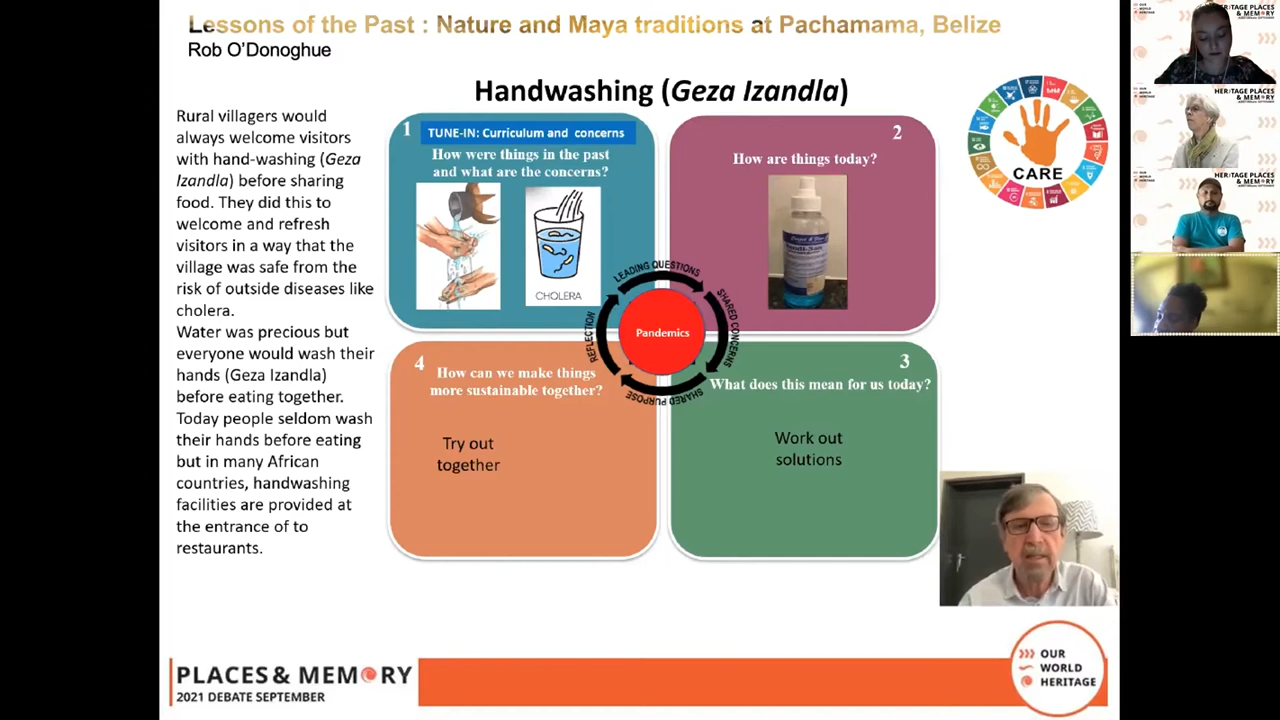 Lessons of the Past : Nature and Maya traditions at Pachamama, Belize
Rob O’Donoghue
Handwashing (Geza Izandla)
Rural villagers would
always welcome visitors
with hand-washing (Geza
Izandla) before sharing
food. They did this to
welcome and refresh
visitors in a way that the
village was safe from the
risk of outside diseases like
cholera.
Water was precious but
everyone would wash their
hands (Geza Izandla)
before eating together.
Today people seldom wash
their hands before eating
but in many African
countries, handwashing
facilities are provided at
the entrance of to
restaurants.
1
TUNE-IN: Curriculum and concerns
How were things in the past
and what are the concerns?
CHOLERA
2
How are things today?
LEADING QUESTIONS
SHARED CONCERNS
SHARED PURPOSE
REFLECTION
Pandemics
3
What does this mean for us today?
Work out
solutions
4
How can we make things
more sustainable together?
Try out
together
CARE
PLACES & MEMORY
2021 DEBATE SEPTEMBER
OUR
WORLD
HERITAGE
HERITAGE PLACES
& MEMORY
HERITAGE PLACES
& MEMORY